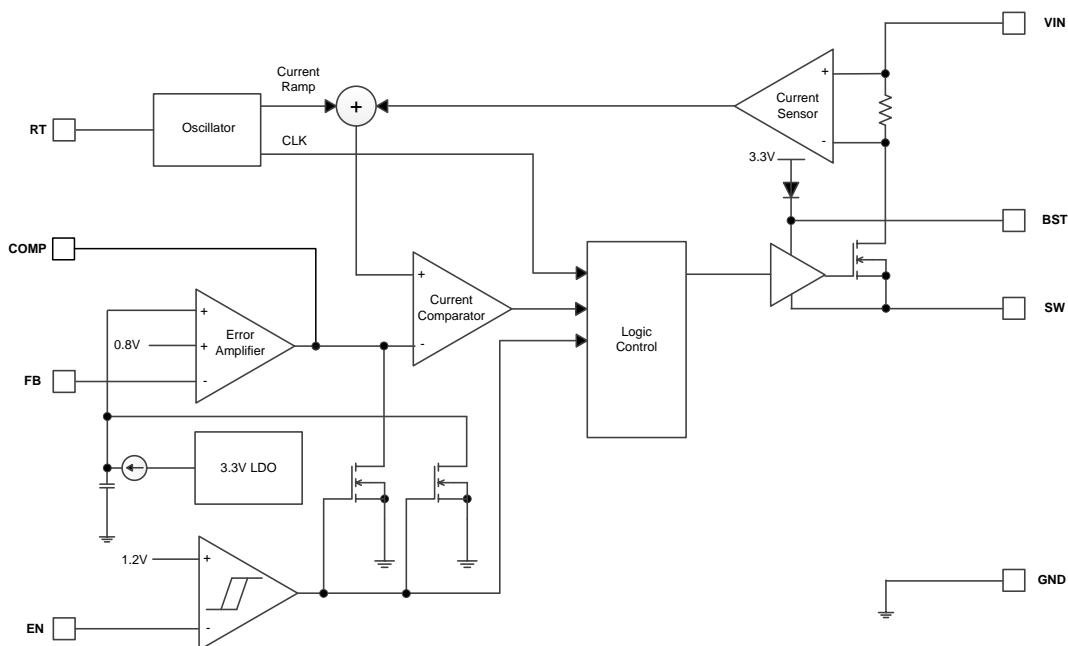 VIN
Current
Ramp
+
+
Current
Sensor
-
RT
Oscillator
CLK
3.3V
BST
COMP
+
Current
Comparator
-
Logic
Control
SW
+
0.8V
+
Error
Amplifier
-
FB
3.3V LDO
1.2V
+
GND
EN
-